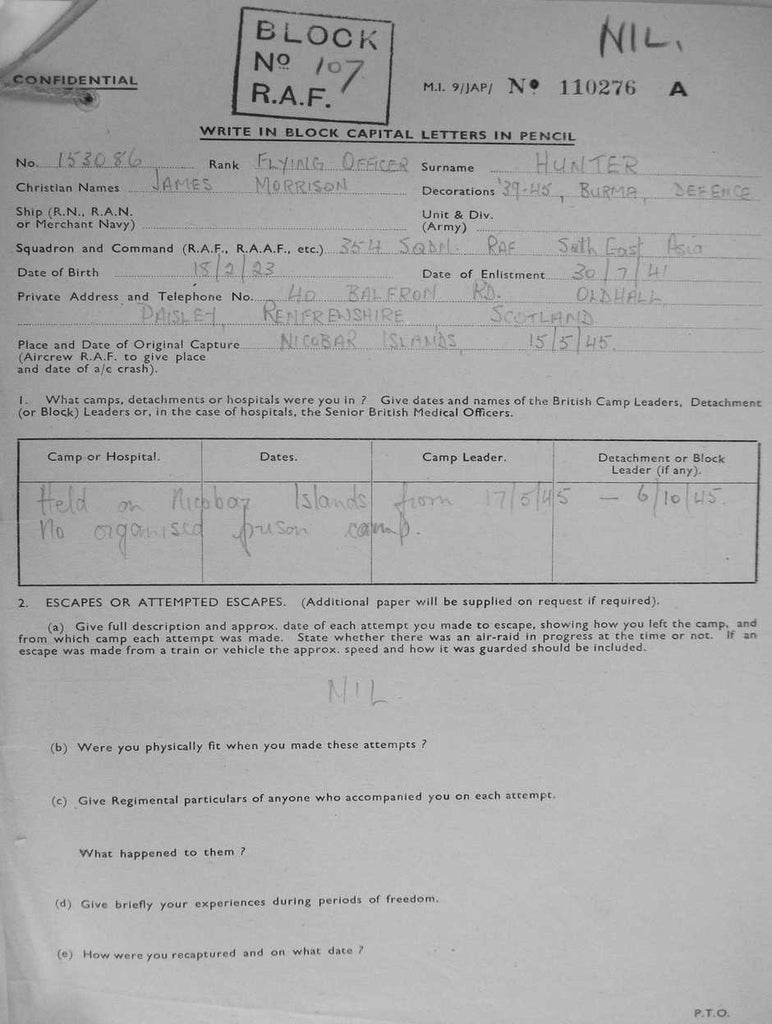 NIL.
BLOCK
Nº 107
R.A.F.
CONFIDENTIAL
M.I. 9/JAP/ Nº 110276 A
WRITE IN BLOCK CAPITAL LETTERS IN PENCIL
No. 153086 Rank FLYING OFFICER Surname HUNTER
Christian Names JAMES MORRISON Decorations '39-45, BURMA, DEFENCE
Ship (R.N., R.A.N.
or Merchant Navy)
Unit & Div.
(Army)
Squadron and Command (R.A.F., R.A.A.F., etc.) 354 SQDN. RAF Soth East Asia
Date of Birth 18/2/23 Date of Enlistment 30/7/41
Private Address and Telephone No. 40 BALFRON RD. OLDHALL
PAISLEY, RENFRENSHIRE SCOTLAND
Place and Date of Original Capture NICOBAR ISLANDS, 15/5/45.
(Aircrew R.A.F. to give place
and date of a/c crash).
1. What camps, detachments or hospitals were you in ? Give dates and names of the British Camp Leaders, Detachment
(or Block) Leaders or, in the case of hospitals, the Senior British Medical Officers.
Camp or Hospital. Dates. Camp Leader. Detachment or Block
Leader (if any).
Held on Nicobar Islands from 17/5/45 – 6/10/45.
No organised prison camp.
2. ESCAPES OR ATTEMPTED ESCAPES. (Additional paper will be supplied on request if required).
(a) Give full description and approx. date of each attempt you made to escape, showing how you left the camp, and
from which camp each attempt was made. State whether there was an air-raid in progress at the time or not. If an
escape was made from a train or vehicle the approx. speed and how it was guarded should be included.
NIL.
(b) Were you physically fit when you made these attempts ?
(c) Give Regimental particulars of anyone who accompanied you on each attempt.
What happened to them ?
(d) Give briefly your experiences during periods of freedom.
(e) How were you recaptured and on what date ?
P.T.O.